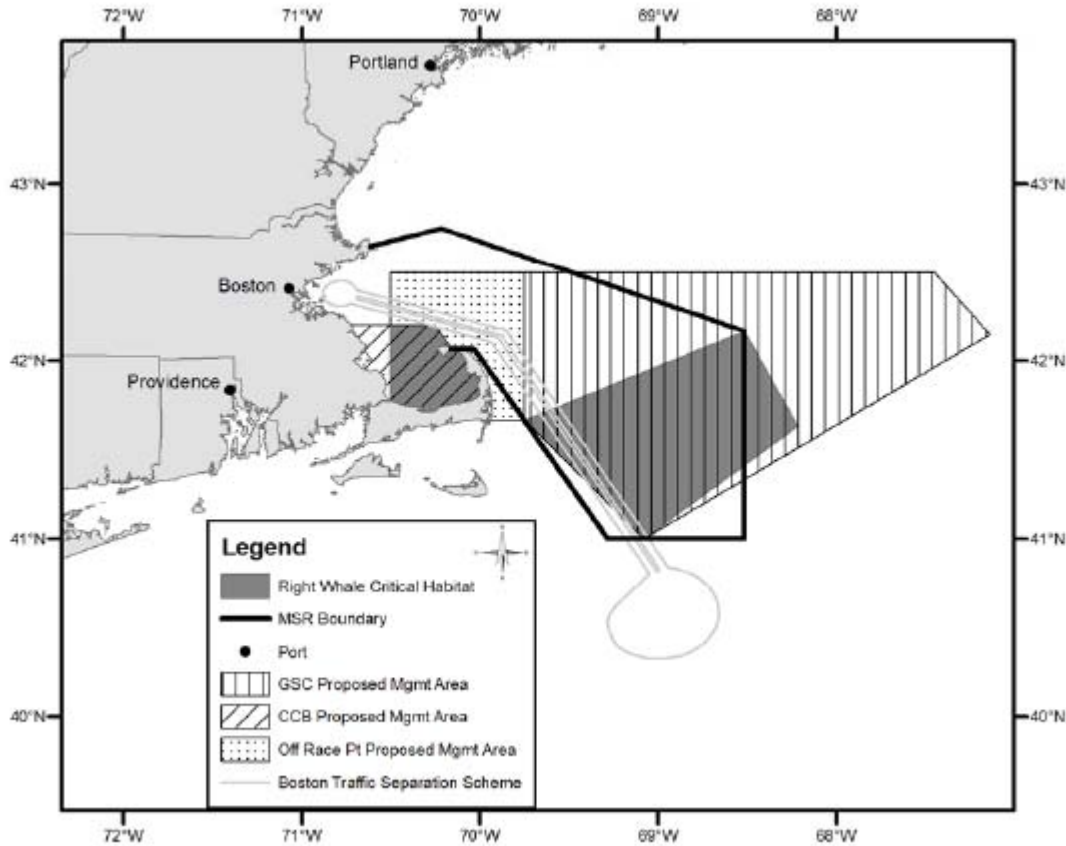 72°W 71°W 70°W 69°W 68°W
Portland
43°N 43°N
Boston
42°N 42°N
Providence
41°N 41°N
Legend
Right Whale Critical Habitat
MSR Boundary
Port
GSC Proposed Mgmt Area
CCB Proposed Mgmt Area
Off Race Pt Proposed Mgmt Area
Boston Traffic Separation Scheme
40°N 40°N
72°W 71°W 70°W 69°W 68°W